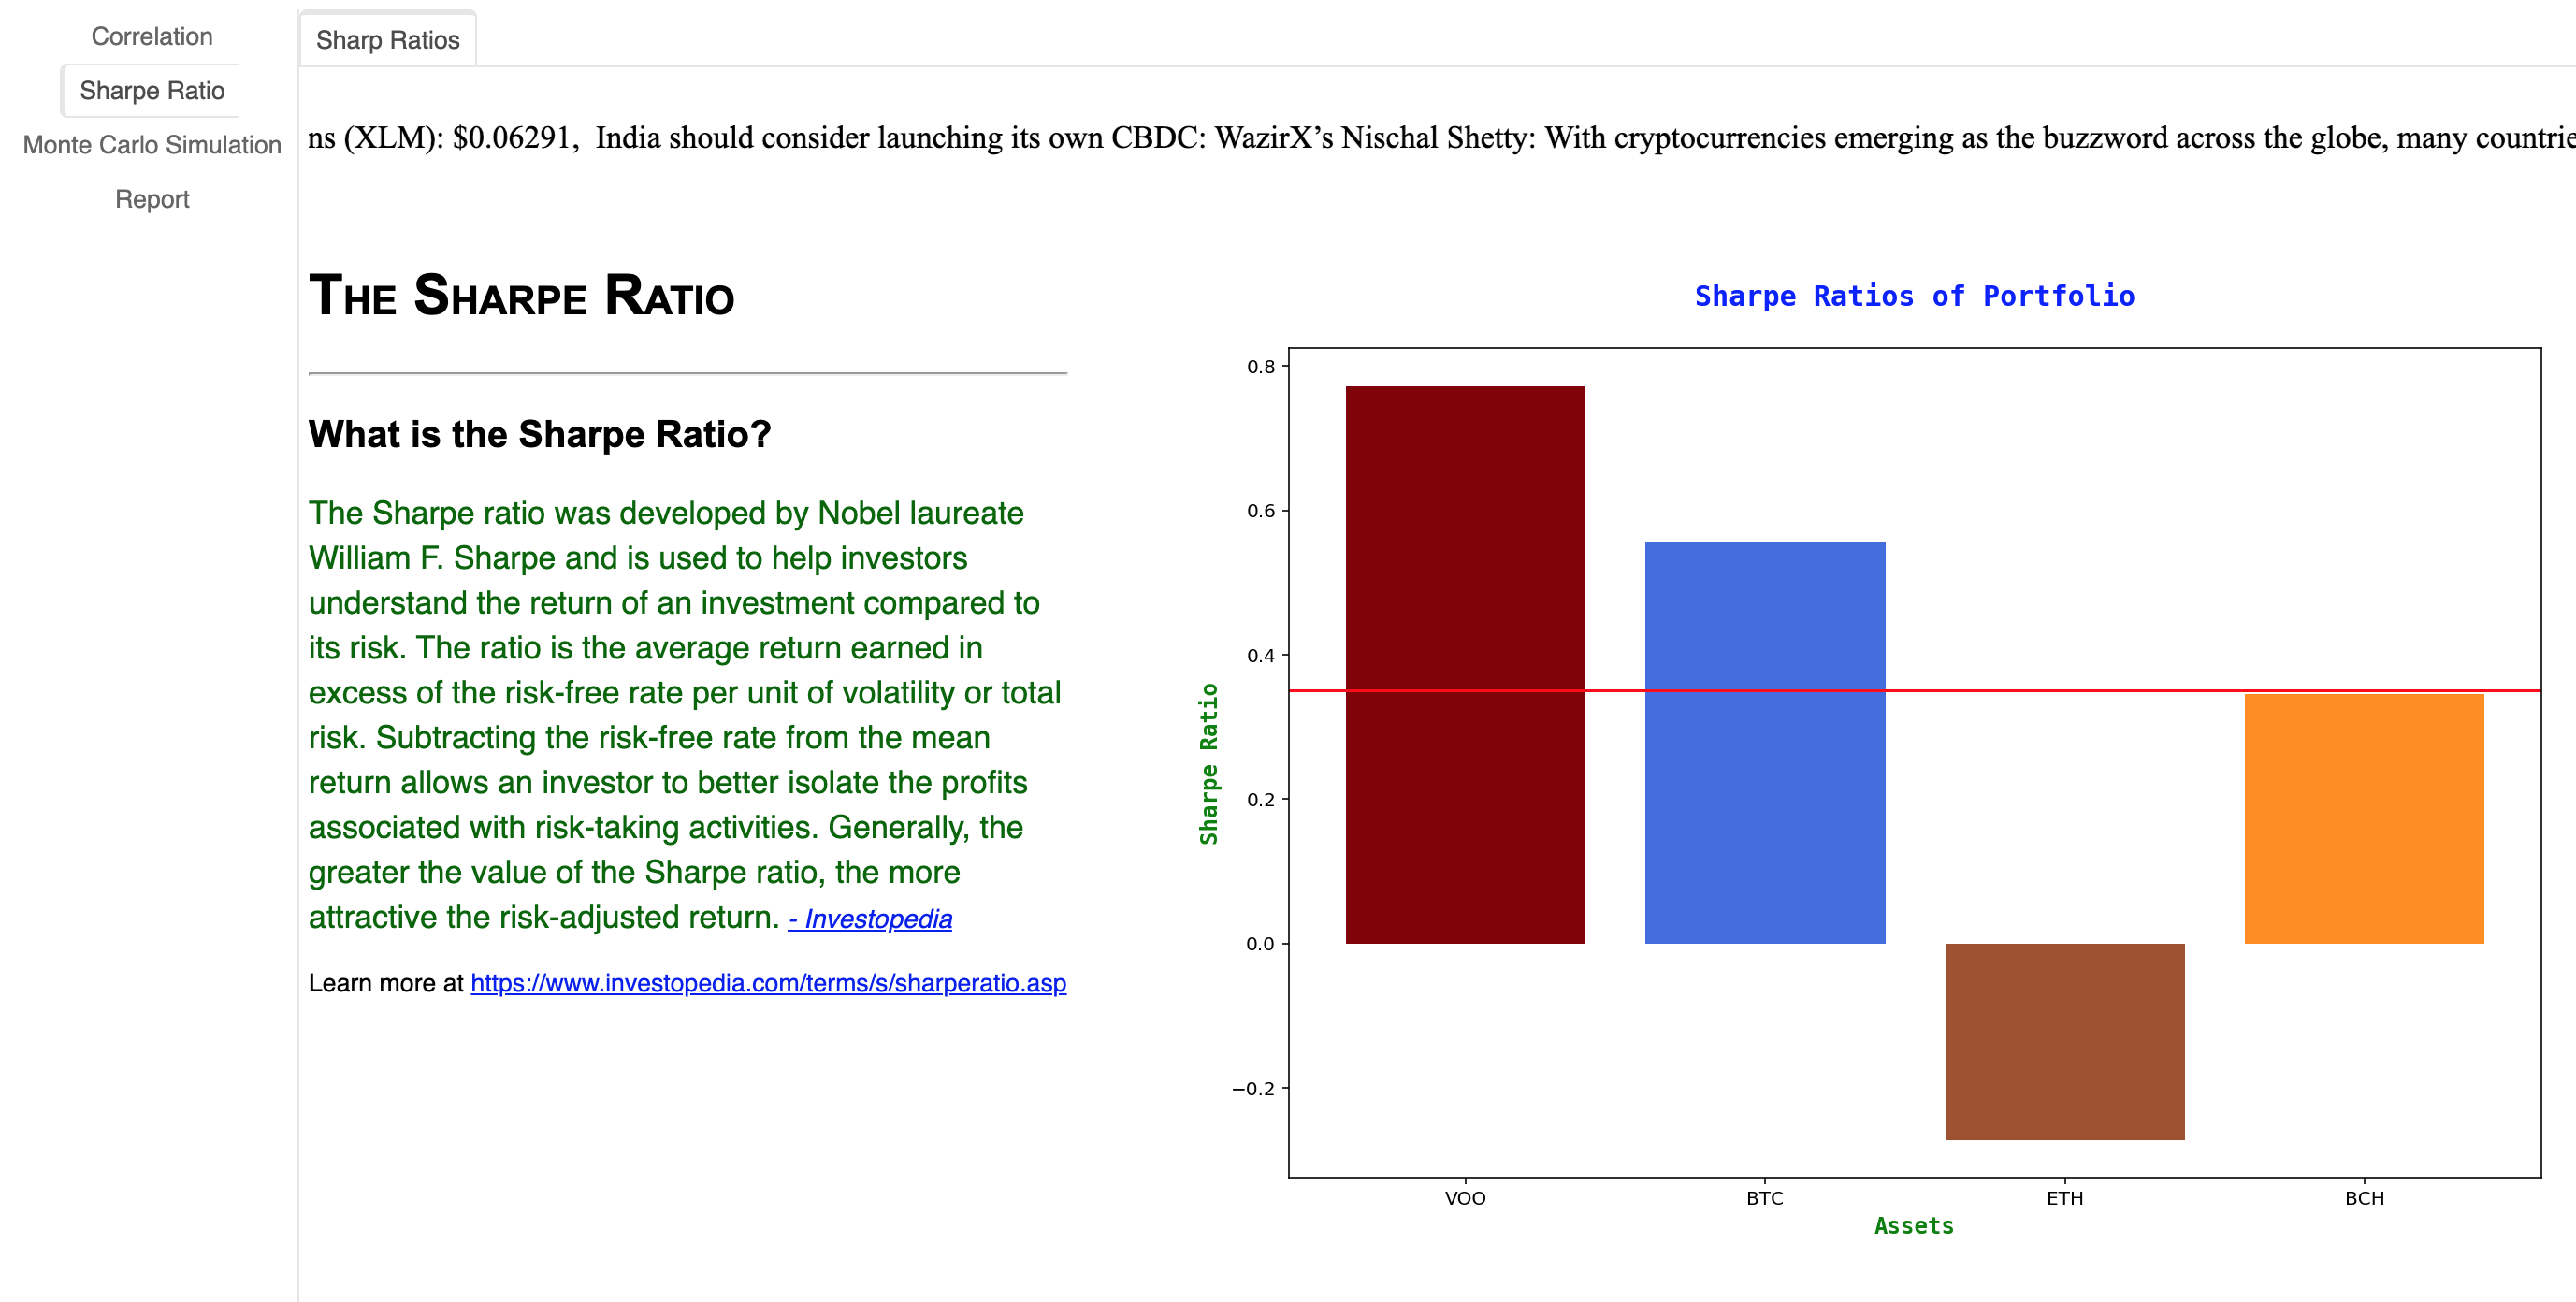 Correlation
Sharpe Ratio
Monte Carlo Simulation
Report
Sharp Ratios
ns (XLM): $0.06291,  India should consider launching its own CBDC: WazirX’s Nischal Shetty: With cryptocurrencies emerging as the buzzword across the globe, many countrie
THE SHARPE RATIO
What is the Sharpe Ratio?
The Sharpe ratio was developed by Nobel laureate
William F. Sharpe and is used to help investors
understand the return of an investment compared to
its risk. The ratio is the average return earned in
excess of the risk-free rate per unit of volatility or total
risk. Subtracting the risk-free rate from the mean
return allows an investor to better isolate the profits
associated with risk-taking activities. Generally, the
greater the value of the Sharpe ratio, the more
attractive the risk-adjusted return. - Investopedia
Learn more at https://www.investopedia.com/terms/s/sharperatio.asp
Sharpe Ratios of Portfolio
Sharpe Ratio
0.8
0.6
0.4
0.2
0.0
−0.2
VOO BTC ETH BCH
Assets